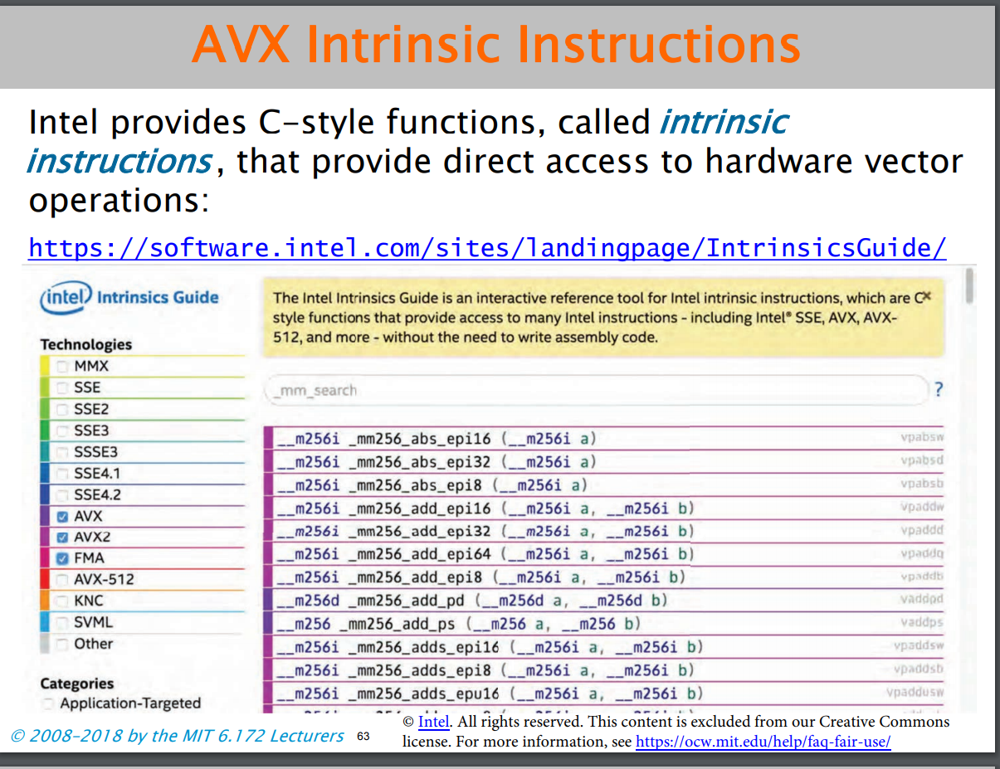 AVX Intrinsic Instructions
Intel provides C-style functions, called intrinsic
instructions, that provide direct access to hardware vector
operations:
https://software.intel.com/sites/landingpage/IntrinsicsGuide/
intel Intrinsics Guide
The Intel Intrinsics Guide is an interactive reference tool for Intel intrinsic instructions, which are C
style functions that provide access to many Intel instructions - including Intel® SSE, AVX, AVX-
512, and more - without the need to write assembly code.
Technologies
MMX
SSE
SSE2
SSE3
SSSE3
SSE4.1
SSE4.2
AVX
AVX2
FMA
AVX-512
KNC
SVML
Other
Categories
Application-Targeted
_mm_search ?
__m256i _mm256_abs_epi16 (__m256i a) vpabsw
__m256i _mm256_abs_epi32 (__m256i a) vpabsd
__m256i _mm256_abs_epi8 (__m256i a) vpabsb
__m256i _mm256_add_epi16 (__m256i a, __m256i b) vpaddw
__m256i _mm256_add_epi32 (__m256i a, __m256i b) vpaddd
__m256i _mm256_add_epi64 (__m256i a, __m256i b) vpaddq
__m256i _mm256_add_epi8 (__m256i a, __m256i b) vpaddb
__m256d _mm256_add_pd (__m256d a, __m256d b) vaddpd
__m256 _mm256_add_ps (__m256 a, __m256 b) vaddps
__m256i _mm256_adds_epi16 (__m256i a, __m256i b) vpaddsw
__m256i _mm256_adds_epi8 (__m256i a, __m256i b) vpaddsb
__m256i _mm256_adds_epu16 (__m256i a, __m256i b) vpaddusw
© 2008-2018 by the MIT 6.172 Lecturers 63
© Intel. All rights reserved. This content is excluded from our Creative Commons
license. For more information, see https://ocw.mit.edu/help/faq-fair-use/